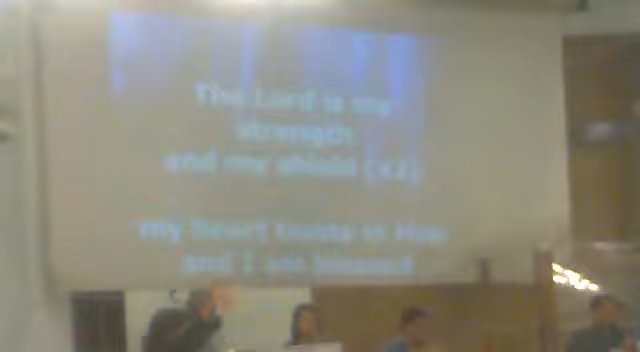 The Lord is my
strength
and my shield (x2)
my heart trusts in Him
and I am blessed